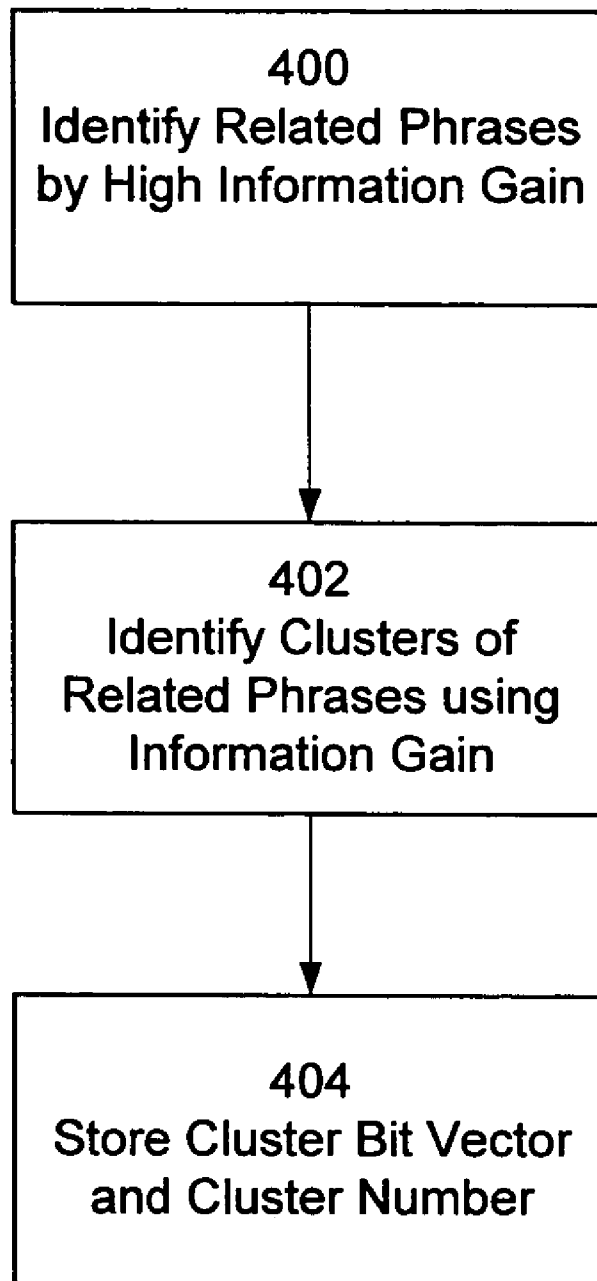 400
Identify Related Phrases
by High Information Gain
402
Identify Clusters of
Related Phrases using
Information Gain
404
Store Cluster Bit Vector
and Cluster Number